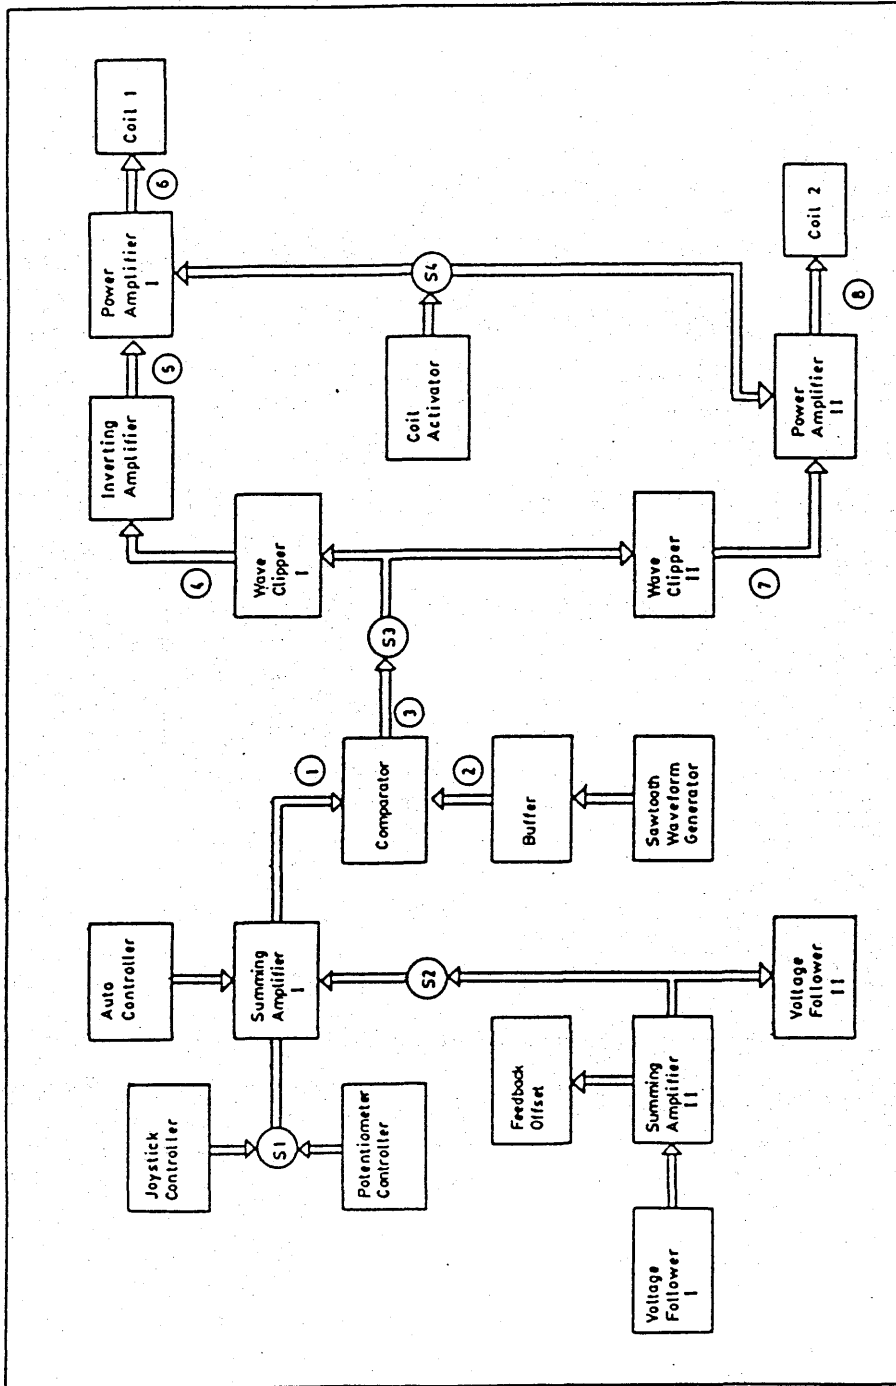 Joystick
Controller
S1
Potentiometer
Controller
Auto
Controller
Summing
Amplifier
I
S2
Feedback
Offset
Voltage
Follower
I
Summing
Amplifier
II
Voltage
Follower
II
1
Comparator
2
Buffer
Sawtooth
Waveform
Generator
3
S3
4
Wave
Clipper
I
Wave
Clipper
II
7
Inverting
Amplifier
5
Power
Amplifier
I
6
Coil 1
Coil
Activator
S4
Power
Amplifier
II
8
Coil 2